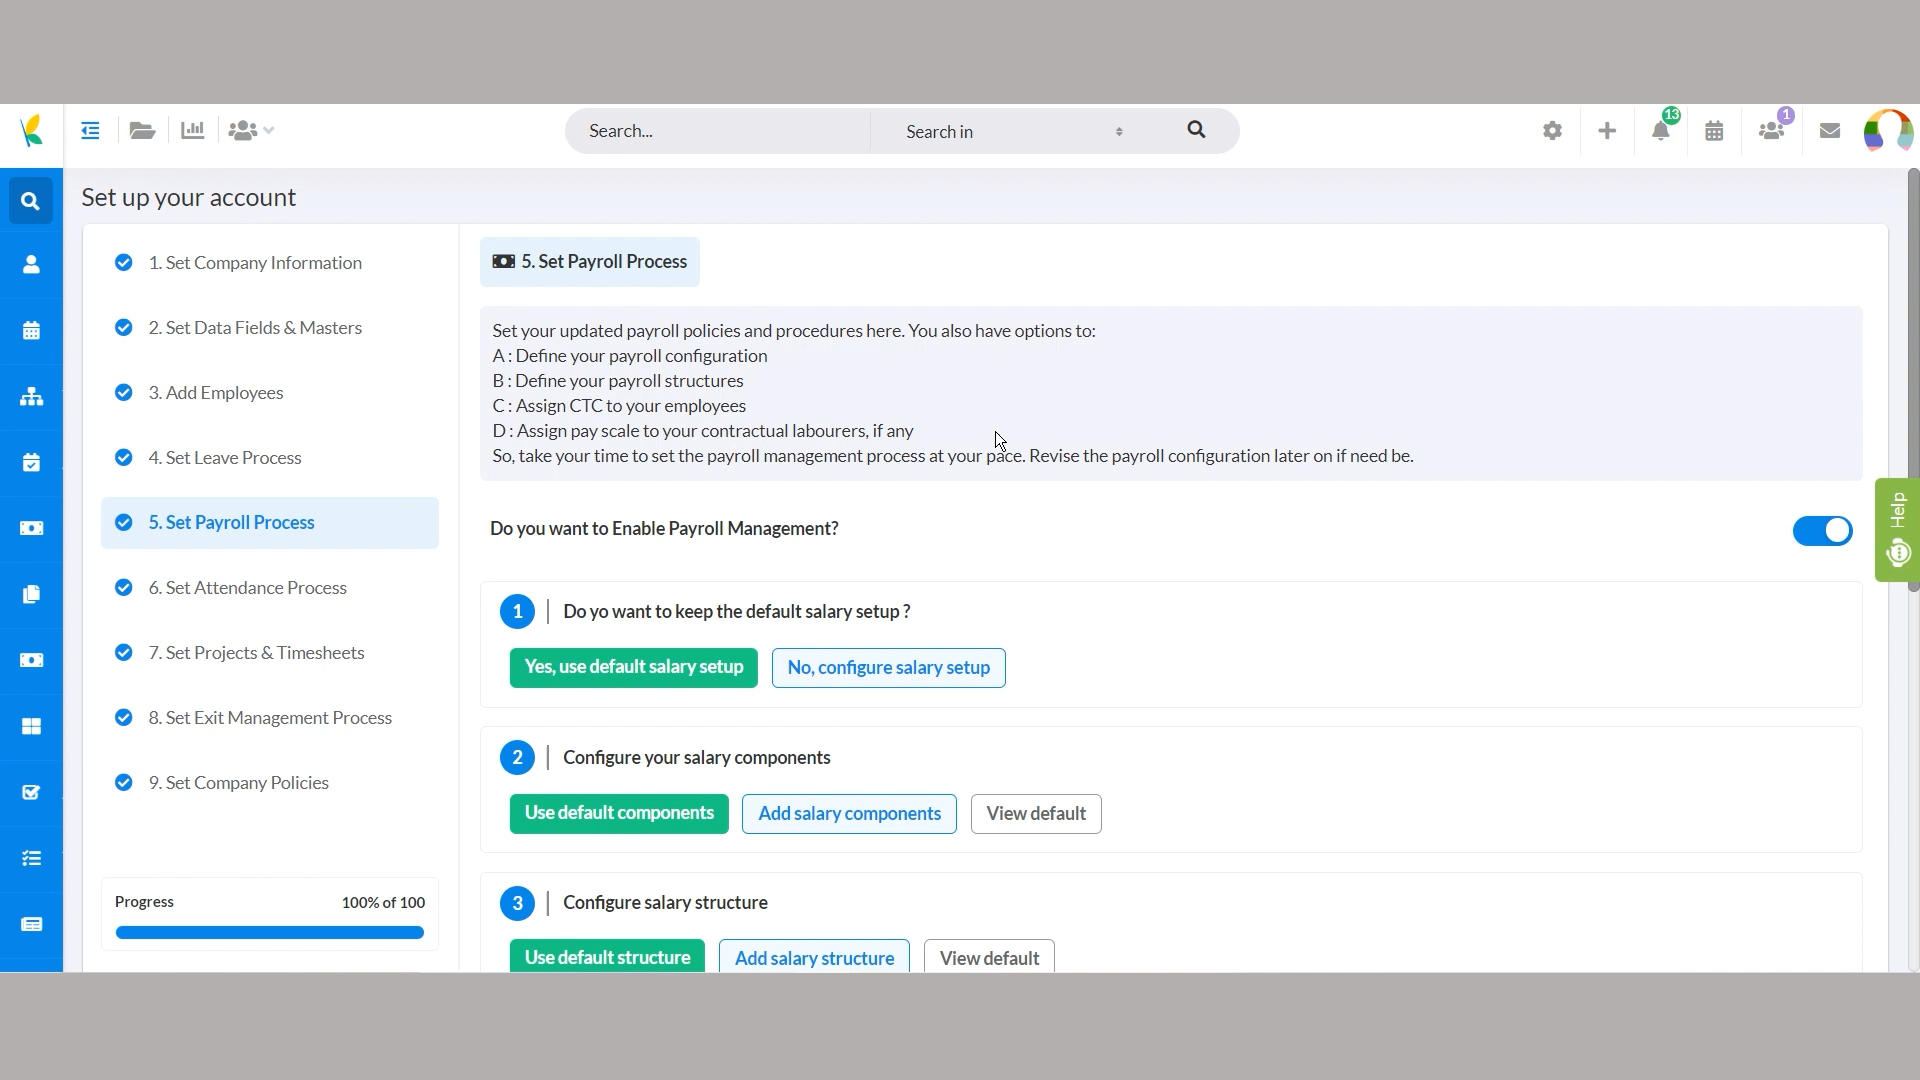 Search...
Search in
13
1
Set up your account
1. Set Company Information
2. Set Data Fields & Masters
3. Add Employees
4. Set Leave Process
5. Set Payroll Process
6. Set Attendance Process
7. Set Projects & Timesheets
8. Set Exit Management Process
9. Set Company Policies
Progress 100% of 100
5. Set Payroll Process
Set your updated payroll policies and procedures here. You also have options to:
A : Define your payroll configuration
B : Define your payroll structures
C : Assign CTC to your employees
D : Assign pay scale to your contractual labourers, if any
So, take your time to set the payroll management process at your pace. Revise the payroll configuration later on if need be.
Do you want to Enable Payroll Management?
1 | Do yo want to keep the default salary setup ?
Yes, use default salary setup No, configure salary setup
2 | Configure your salary components
Use default components Add salary components View default
3 | Configure salary structure
Use default structure Add salary structure View default
Help